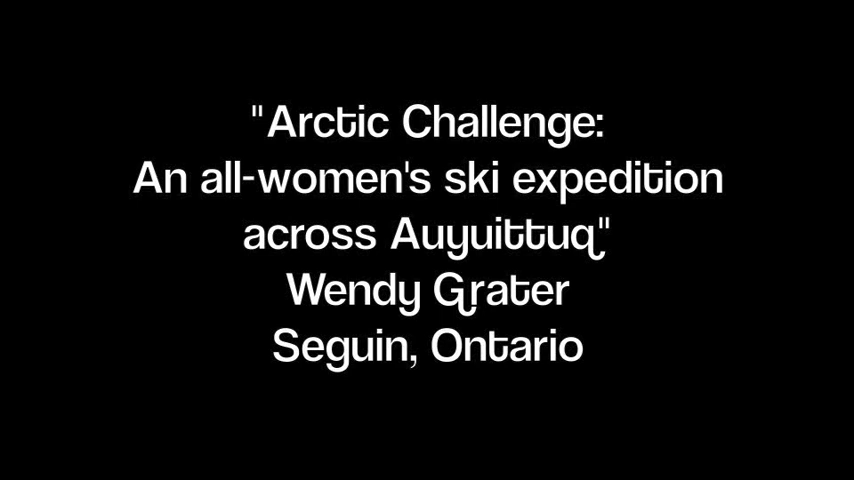 "Arctic Challenge:
An all-women's ski expedition
across Auyuittuq"
Wendy Grater
Seguin, Ontario